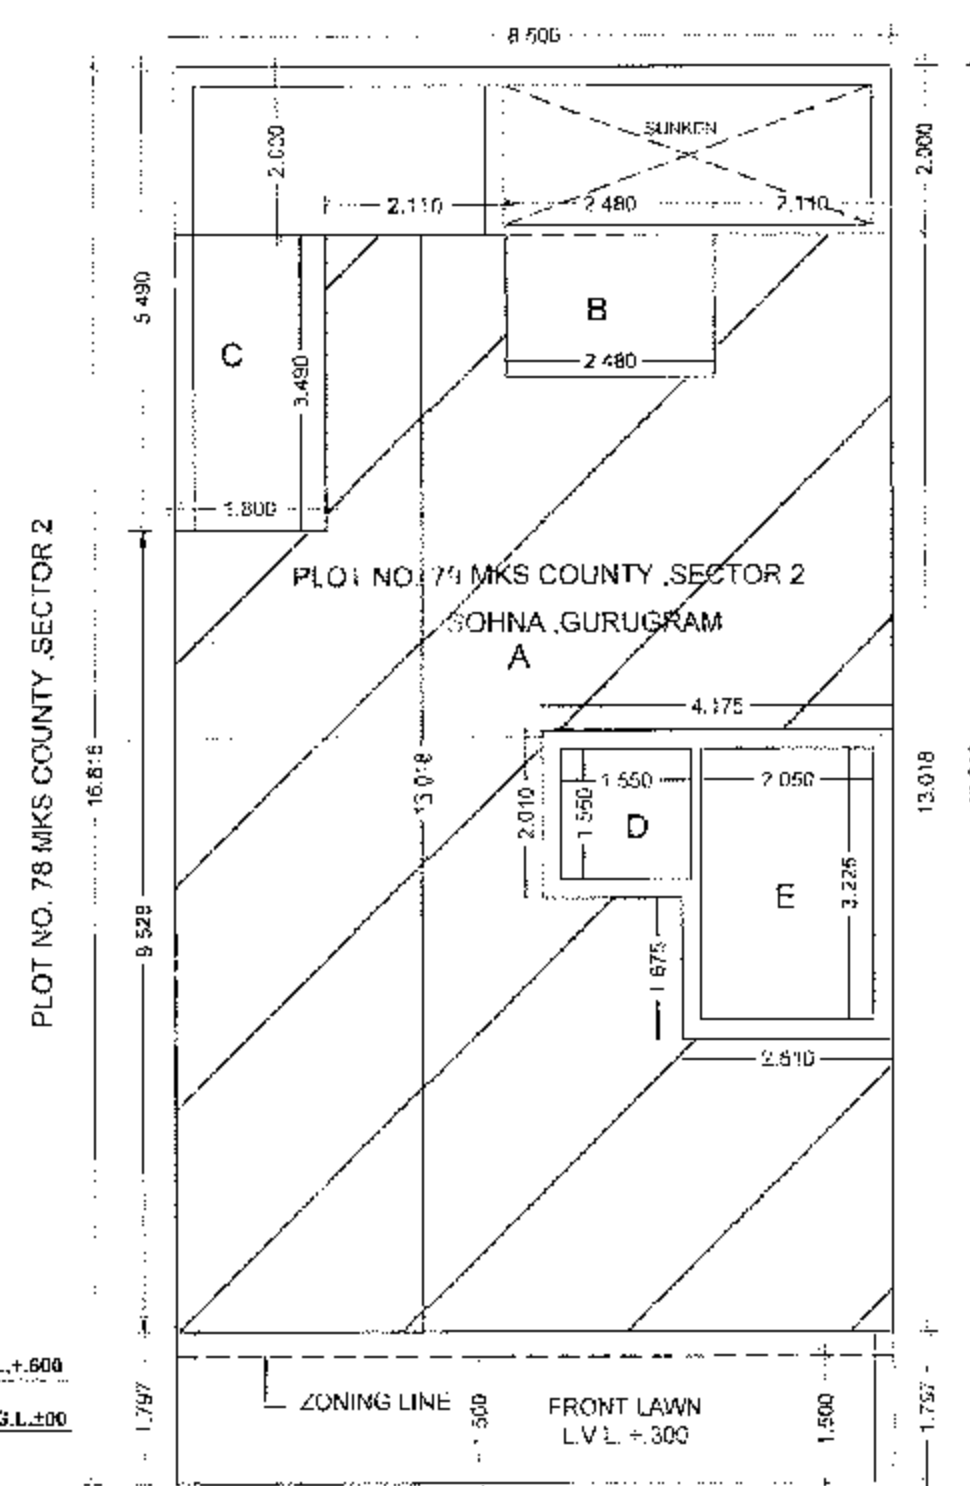 8.500
2.000
2.000
SUNKEN
2.110
2.480
2.110
5.490
B
C
2.480
3.490
1.800
PLOT NO. 79 MKS COUNTY ,SECTOR 2
SOHNA ,GURUGRAM
A
PLOT NO. 78 MKS COUNTY ,SECTOR 2
4.175
16.815
13.018
13.018
1.550
2.050
2.010
1.550
D
E
3.225
9.528
1.675
2.510
+.600
G.L.±00
1.797
ZONING LINE
.500
FRONT LAWN
L.V.L. +.300
1.500
1.797